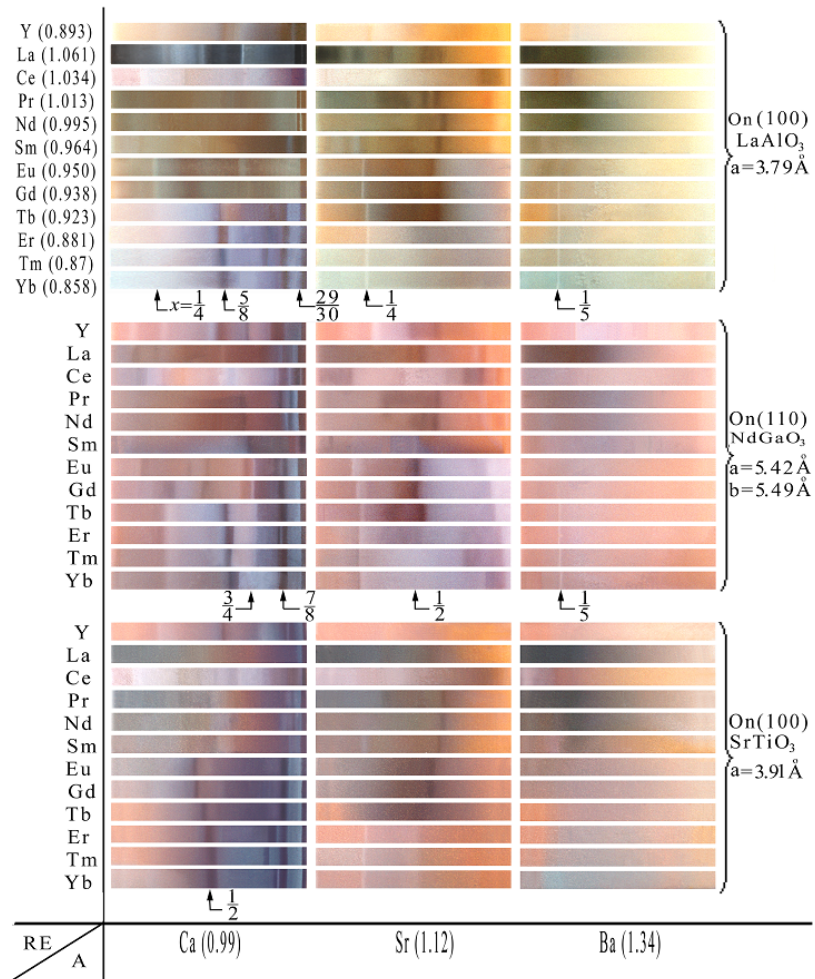 Y (0.893)
La (1.061)
Ce (1.034)
Pr (1.013)
Nd (0.995)
Sm (0.964)
Eu (0.950)
Gd (0.938)
Tb (0.923)
Er (0.881)
Tm (0.87)
Yb (0.858)
On (100)
LaAlO₃
a=3.79Å
x=1/4
5/8
29/30
1/4
1/5
Y
La
Ce
Pr
Nd
Sm
Eu
Gd
Tb
Er
Tm
Yb
On (110)
NdGaO₃
a=5.42Å
b=5.49Å
3/4
7/8
1/2
1/5
Y
La
Ce
Pr
Nd
Sm
Eu
Gd
Tb
Er
Tm
Yb
On (100)
SrTiO₃
a=3.91Å
1/2
RE
A
Ca (0.99) Sr (1.12) Ba (1.34)